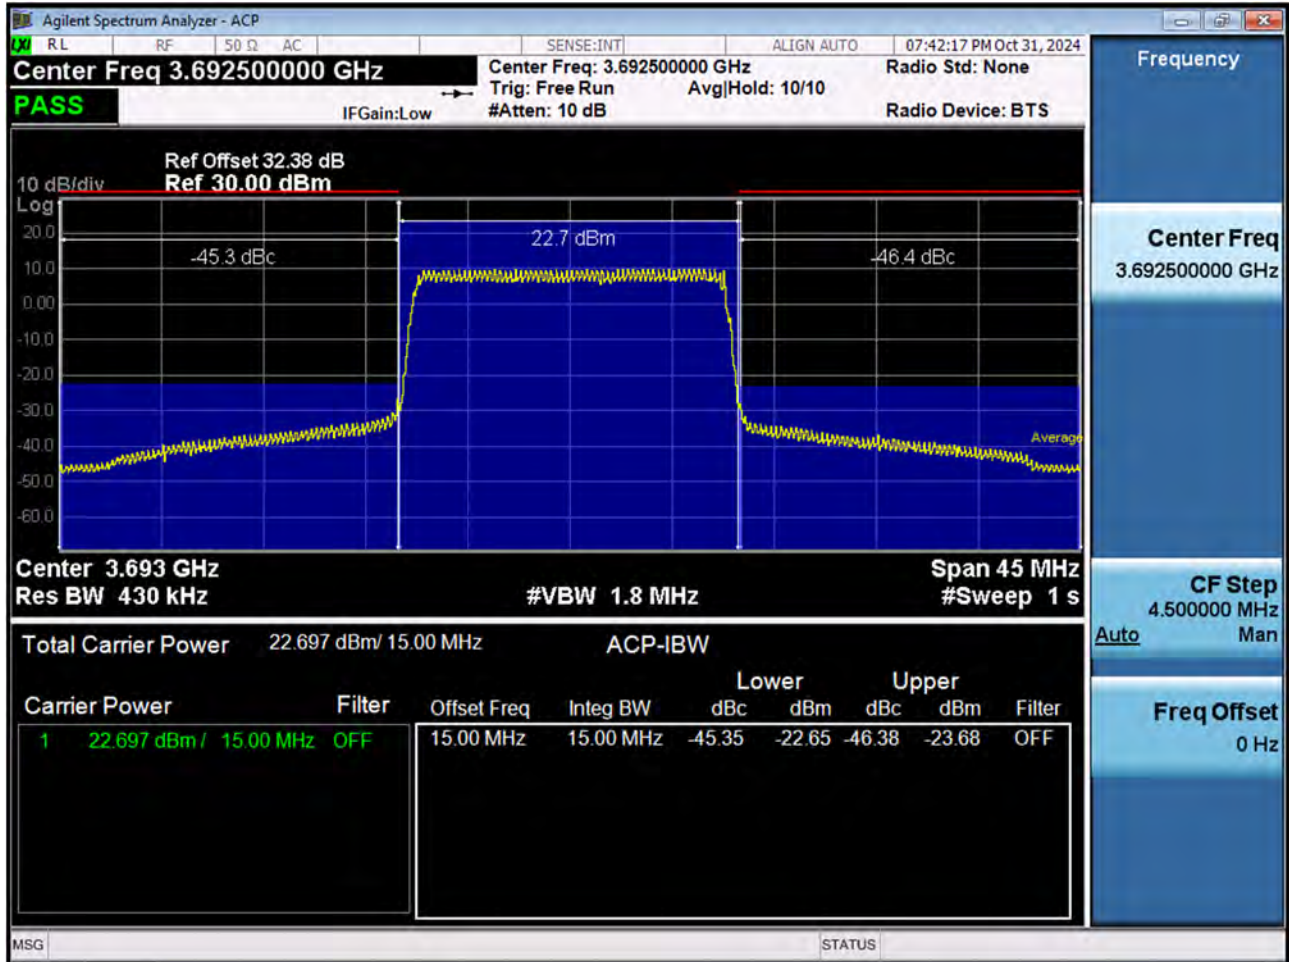 Agilent Spectrum Analyzer - ACP
LXI RL RF 50 Ω AC SENSE:INT ALIGN AUTO 07:42:17 PM Oct 31, 2024
Center Freq 3.692500000 GHz
Center Freq: 3.692500000 GHz Radio Std: None
Trig: Free Run Avg|Hold: 10/10
PASS IFGain:Low #Atten: 10 dB Radio Device: BTS
Ref Offset 32.38 dB
10 dB/div Ref 30.00 dBm
Log
20.0
10.0
0.00
-10.0
-20.0
-30.0
-40.0
-50.0
-60.0
-45.3 dBc
22.7 dBm
-46.4 dBc
Average
Center 3.693 GHz Span 45 MHz
Res BW 430 kHz #VBW 1.8 MHz #Sweep 1 s
Total Carrier Power 22.697 dBm/ 15.00 MHz ACP-IBW
Lower Upper
Carrier Power Filter Offset Freq Integ BW dBc dBm dBc dBm Filter
1 22.697 dBm / 15.00 MHz OFF 15.00 MHz 15.00 MHz -45.35 -22.65 -46.38 -23.68 OFF
MSG STATUS
Frequency
Center Freq
3.692500000 GHz
CF Step
4.500000 MHz
Auto Man
Freq Offset
0 Hz